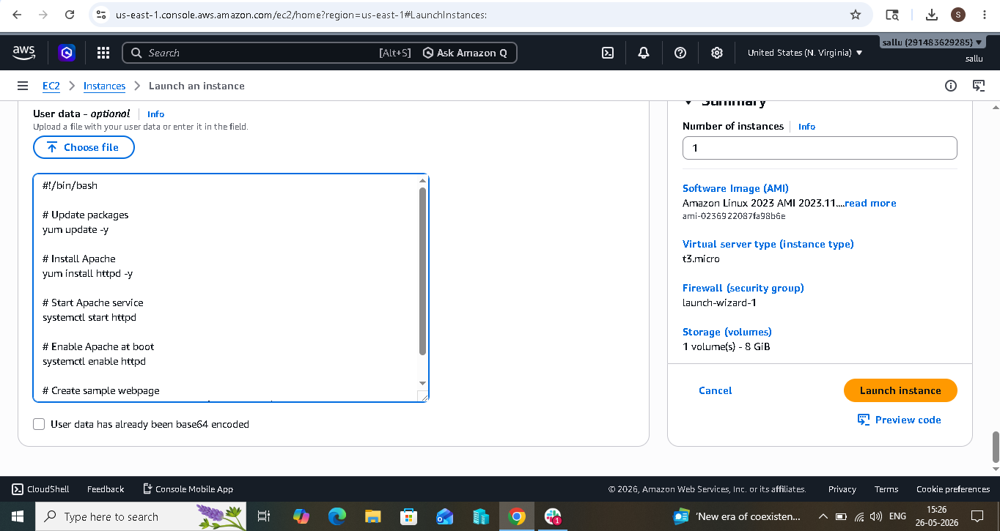 us-east-1.console.aws.amazon.com/ec2/home?region=us-east-1#LaunchInstances:
S
aws
Search
[Alt+S]
Ask Amazon Q
United States (N. Virginia) ▼
sallu (291483629285) ▼
sallu
EC2 > Instances > Launch an instance
User data - optional
Info
Upload a file with your user data or enter it in the field.
Choose file
#!/bin/bash
# Update packages
yum update -y
# Install Apache
yum install httpd -y
# Start Apache service
systemctl start httpd
# Enable Apache at boot
systemctl enable httpd
# Create sample webpage
User data has already been base64 encoded
Summary
Number of instances
Info
1
Software Image (AMI)
Amazon Linux 2023 AMI 2023.11....read more
ami-0236922087fa98b6e
Virtual server type (instance type)
t3.micro
Firewall (security group)
launch-wizard-1
Storage (volumes)
1 volume(s) - 8 GiB
Cancel
Launch instance
Preview code
CloudShell
Feedback
Console Mobile App
© 2026, Amazon Web Services, Inc. or its affiliates.
Privacy
Terms
Cookie preferences
Type here to search
1
'New era of coexisten...
ENG
15:26
26-05-2026